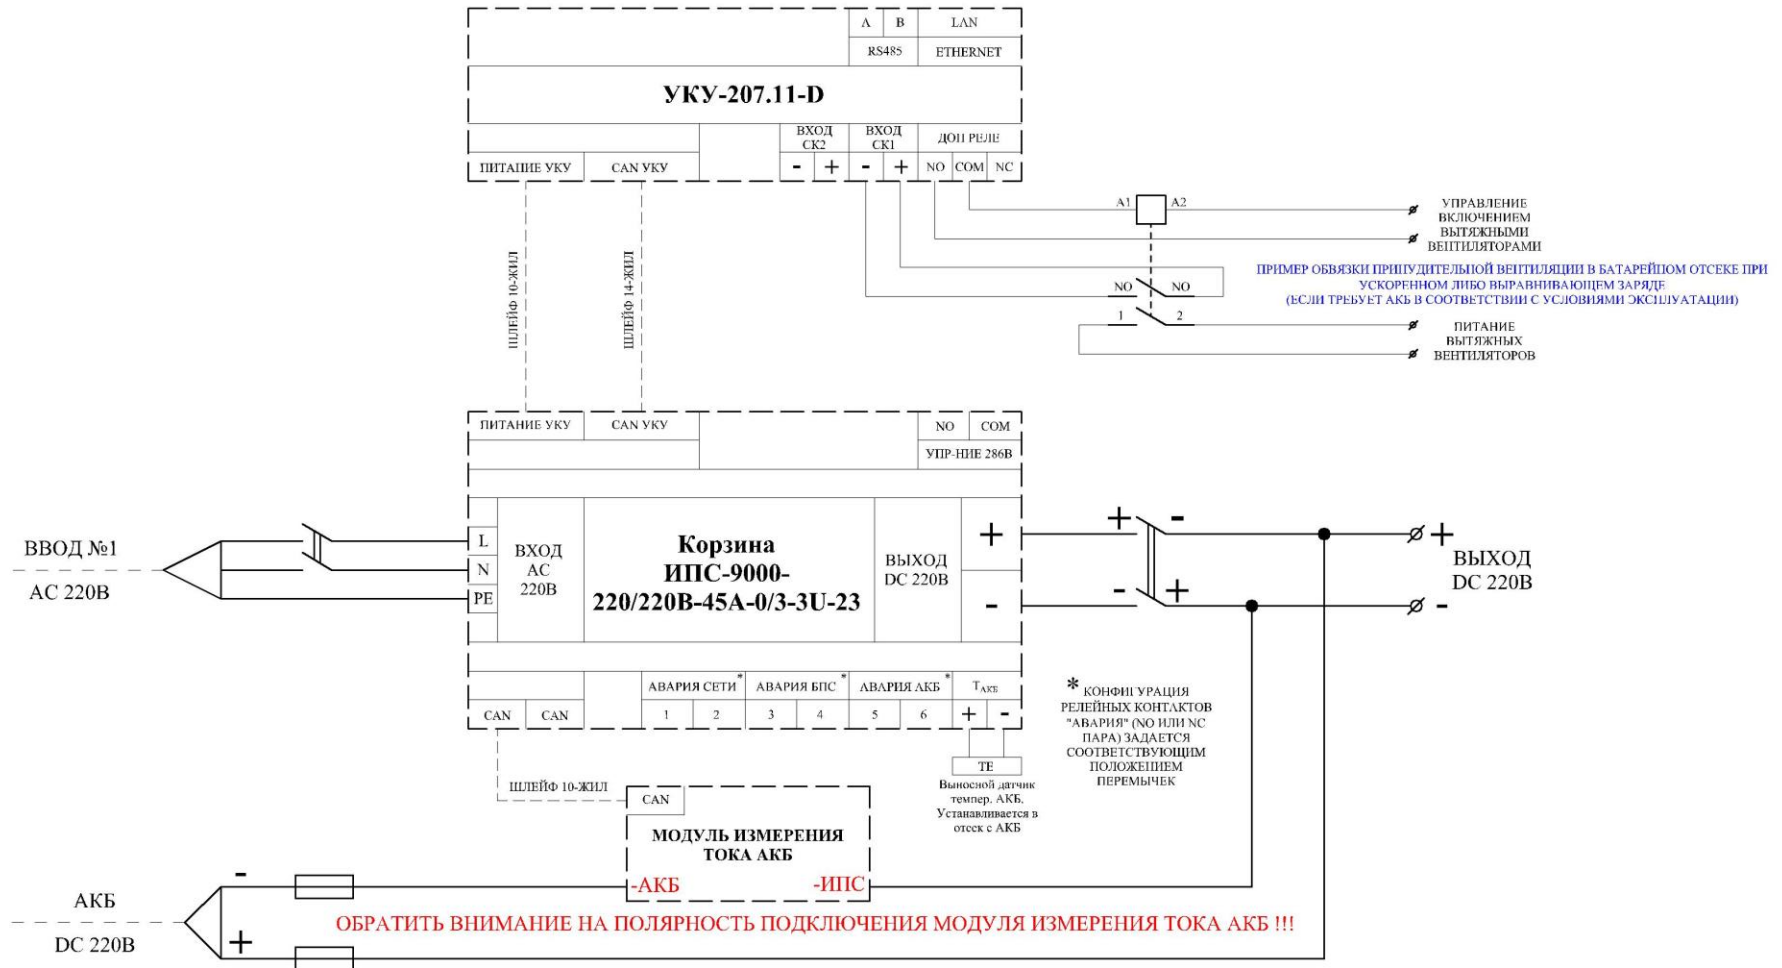 A B LAN
RS485 ETHERNET
УКУ-207.11-D
ВХОД СК2 ВХОД СК1 ДОП РЕЛЕ
ПИТАНИЕ УКУ CAN УКУ - + - + NO COM NC
ШЛЕЙФ 10-ЖИЛ
ШЛЕЙФ 14-ЖИЛ
A1 A2
УПРАВЛЕНИЕ
ВКЛЮЧЕНИЕМ
ВЫТЯЖНЫМИ
ВЕНТИЛЯТОРАМИ
ПРИМЕР ОБВЯЗКИ ПРИНУДИТЕЛЬНОЙ ВЕНТИЛЯЦИИ В БАТАРЕЙНОМ ОТСЕКЕ ПРИ
УСКОРЕННОМ ЛИБО ВЫРАВНИВАЮЩЕМ ЗАРЯДЕ
(ЕСЛИ ТРЕБУЕТ АКБ В СООТВЕТСТВИИ С УСЛОВИЯМИ ЭКСПЛУАТАЦИИ)
NO NO
1 2
ПИТАНИЕ
ВЫТЯЖНЫХ
ВЕНТИЛЯТОРОВ
ПИТАНИЕ УКУ CAN УКУ NO COM
УПР-НИЕ 286В
ВВОД №1
AC 220В
L
N
PE
ВХОД
AC
220В
Корзина
ИПС-9000-
220/220В-45А-0/3-3U-23
ВЫХОД
DC 220В
+
-
+ -
- +
+
-
ВЫХОД
DC 220В
АВАРИЯ СЕТИ* АВАРИЯ БПС* АВАРИЯ АКБ* TАКБ
CAN CAN 1 2 3 4 5 6 + -
TE
Выносной датчик
темпер. АКБ.
Устанавливается в
отсек с АКБ
* КОНФИГУРАЦИЯ
РЕЛЕЙНЫХ КОНТАКТОВ
"АВАРИЯ" (NO ИЛИ NC
ПАРА) ЗАДАЕТСЯ
СООТВЕТСТВУЮЩИМ
ПОЛОЖЕНИЕМ
ПЕРЕМЫЧЕК
ШЛЕЙФ 10-ЖИЛ
CAN
МОДУЛЬ ИЗМЕРЕНИЯ
ТОКА АКБ
-АКБ -ИПС
АКБ
DC 220В
-
+
ОБРАТИТЬ ВНИМАНИЕ НА ПОЛЯРНОСТЬ ПОДКЛЮЧЕНИЯ МОДУЛЯ ИЗМЕРЕНИЯ ТОКА АКБ !!!